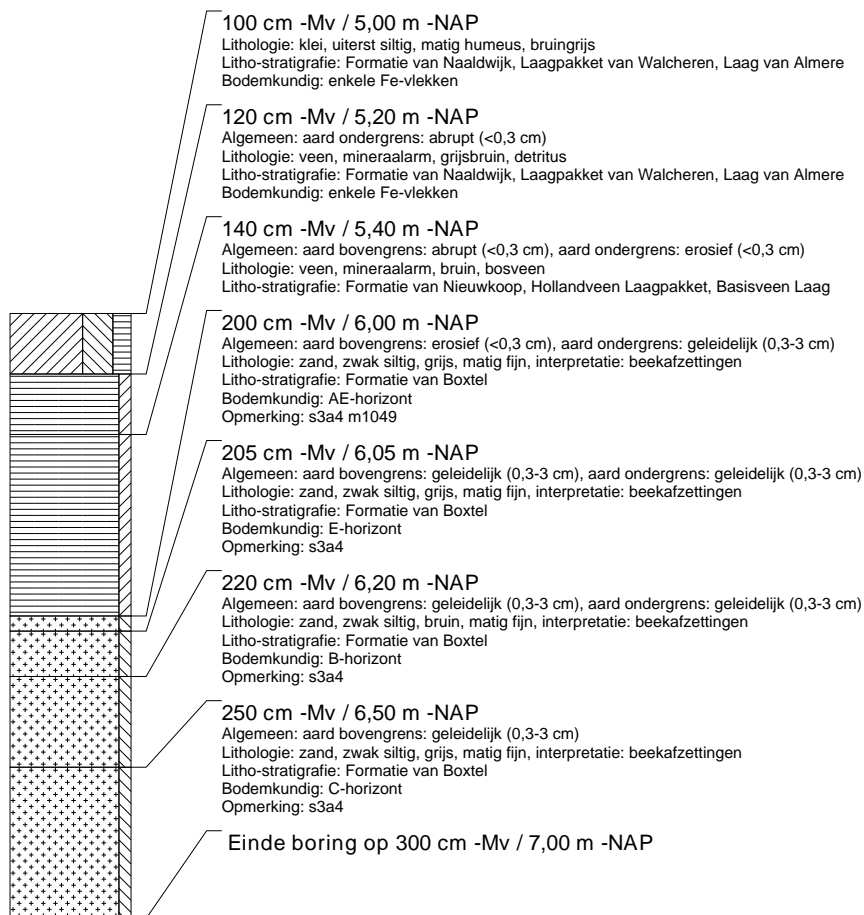 100 cm -Mv / 5,00 m -NAP
Lithologie: klei, uiterst siltig, matig humeus, bruingrijs
Litho-stratigrafie: Formatie van Naaldwijk, Laagpakket van Walcheren, Laag van Almere
Bodemkundig: enkele Fe-vlekken
120 cm -Mv / 5,20 m -NAP
Algemeen: aard ondergrens: abrupt (<0,3 cm)
Lithologie: veen, mineraalarm, grijsbruin, detritus
Litho-stratigrafie: Formatie van Naaldwijk, Laagpakket van Walcheren, Laag van Almere
Bodemkundig: enkele Fe-vlekken
140 cm -Mv / 5,40 m -NAP
Algemeen: aard bovengrens: abrupt (<0,3 cm), aard ondergrens: erosief (<0,3 cm)
Lithologie: veen, mineraalarm, bruin, bosveen
Litho-stratigrafie: Formatie van Nieuwkoop, Hollandveen Laagpakket, Basisveen Laag
200 cm -Mv / 6,00 m -NAP
Algemeen: aard bovengrens: erosief (<0,3 cm), aard ondergrens: geleidelijk (0,3-3 cm)
Lithologie: zand, zwak siltig, grijs, matig fijn, interpretatie: beekafzettingen
Litho-stratigrafie: Formatie van Boxtel
Bodemkundig: AE-horizont
Opmerking: s3a4 m1049
205 cm -Mv / 6,05 m -NAP
Algemeen: aard bovengrens: geleidelijk (0,3-3 cm), aard ondergrens: geleidelijk (0,3-3 cm)
Lithologie: zand, zwak siltig, grijs, matig fijn, interpretatie: beekafzettingen
Litho-stratigrafie: Formatie van Boxtel
Bodemkundig: E-horizont
Opmerking: s3a4
220 cm -Mv / 6,20 m -NAP
Algemeen: aard bovengrens: geleidelijk (0,3-3 cm), aard ondergrens: geleidelijk (0,3-3 cm)
Lithologie: zand, zwak siltig, bruin, matig fijn, interpretatie: beekafzettingen
Litho-stratigrafie: Formatie van Boxtel
Bodemkundig: B-horizont
Opmerking: s3a4
250 cm -Mv / 6,50 m -NAP
Algemeen: aard bovengrens: geleidelijk (0,3-3 cm)
Lithologie: zand, zwak siltig, grijs, matig fijn, interpretatie: beekafzettingen
Litho-stratigrafie: Formatie van Boxtel
Bodemkundig: C-horizont
Opmerking: s3a4
Einde boring op 300 cm -Mv / 7,00 m -NAP